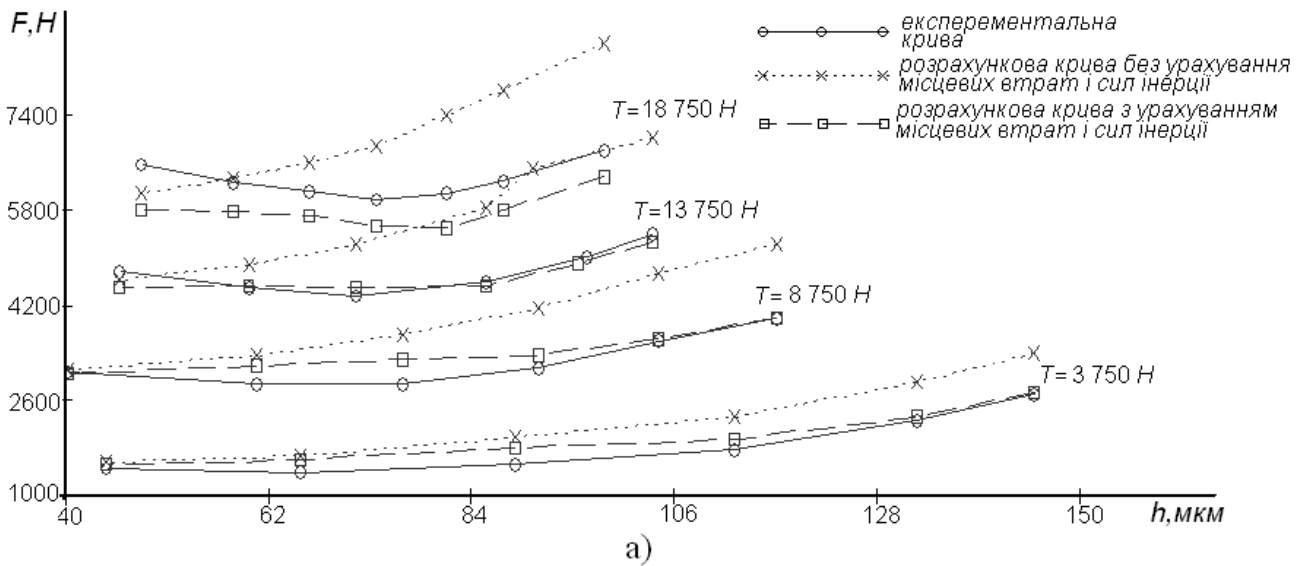 F,H
експерементальна
крива
розрахункова крива без урахування
місцевих втрат і сил інерції
розрахункова крива з урахуванням
місцевих втрат і сил інерції
7400
T=18 750 H
5800
T=13 750 H
4200
T= 8 750 H
2600
T=3 750 H
1000
40 62 84 106 128 150 h,мкм
а)